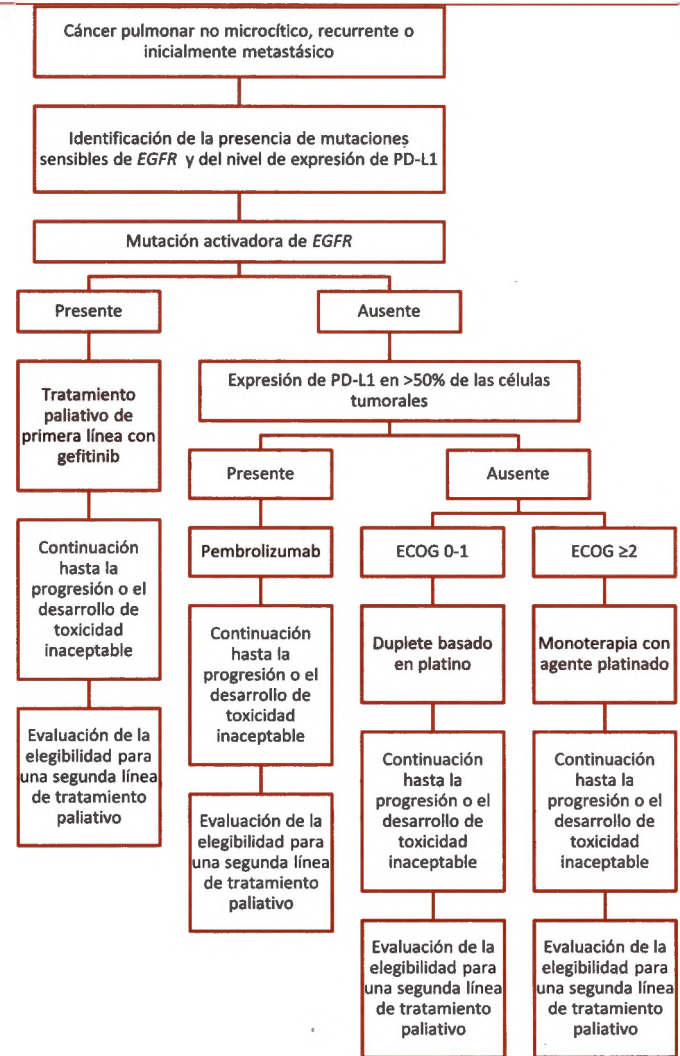 Cáncer pulmonar no microcítico, recurrente o
inicialmente metastásico
Identificación de la presencia de mutaciones
sensibles de EGFR y del nivel de expresión de PD-L1
Mutación activadora de EGFR
Presente
Ausente
Tratamiento
paliativo de
primera línea con
gefitinib
Expresión de PD-L1 en >50% de las células
tumorales
Presente
Ausente
Continuación
hasta la
progresión o el
desarrollo de
toxicidad
inaceptable
Pembrolizumab
ECOG 0-1
ECOG ≥2
Continuación
hasta la
progresión o el
desarrollo de
toxicidad
inaceptable
Duplete basado
en platino
Monoterapia con
agente platinado
Evaluación de la
elegibilidad para
una segunda línea
de tratamiento
paliativo
Continuación
hasta la
progresión o el
desarrollo de
toxicidad
inaceptable
Continuación
hasta la
progresión o el
desarrollo de
toxicidad
inaceptable
Evaluación de la
elegibilidad para
una segunda línea
de tratamiento
paliativo
Evaluación de la
elegibilidad para
una segunda línea
de tratamiento
paliativo
Evaluación de la
elegibilidad para
una segunda línea
de tratamiento
paliativo